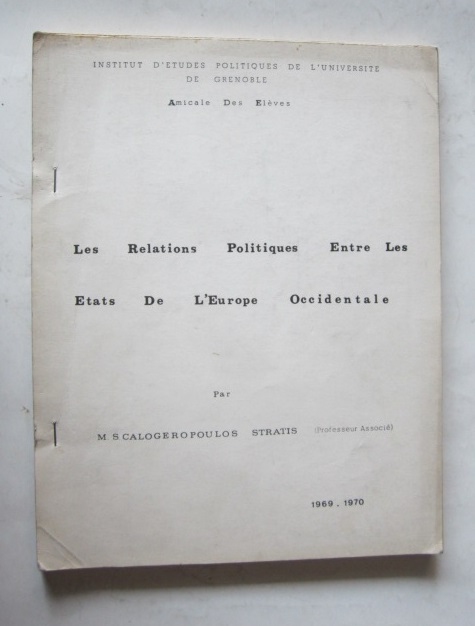 INSTITUT D'ETUDES POLITIQUES DE L'UNIVERSITE
DE GRENOBLE
Amicale Des Elèves
Les Relations Politiques Entre Les
Etats De L'Europe Occidentale
Par
M. S. CALOGEROPOULOS STRATIS (Professeur Associé)
1969 . 1970